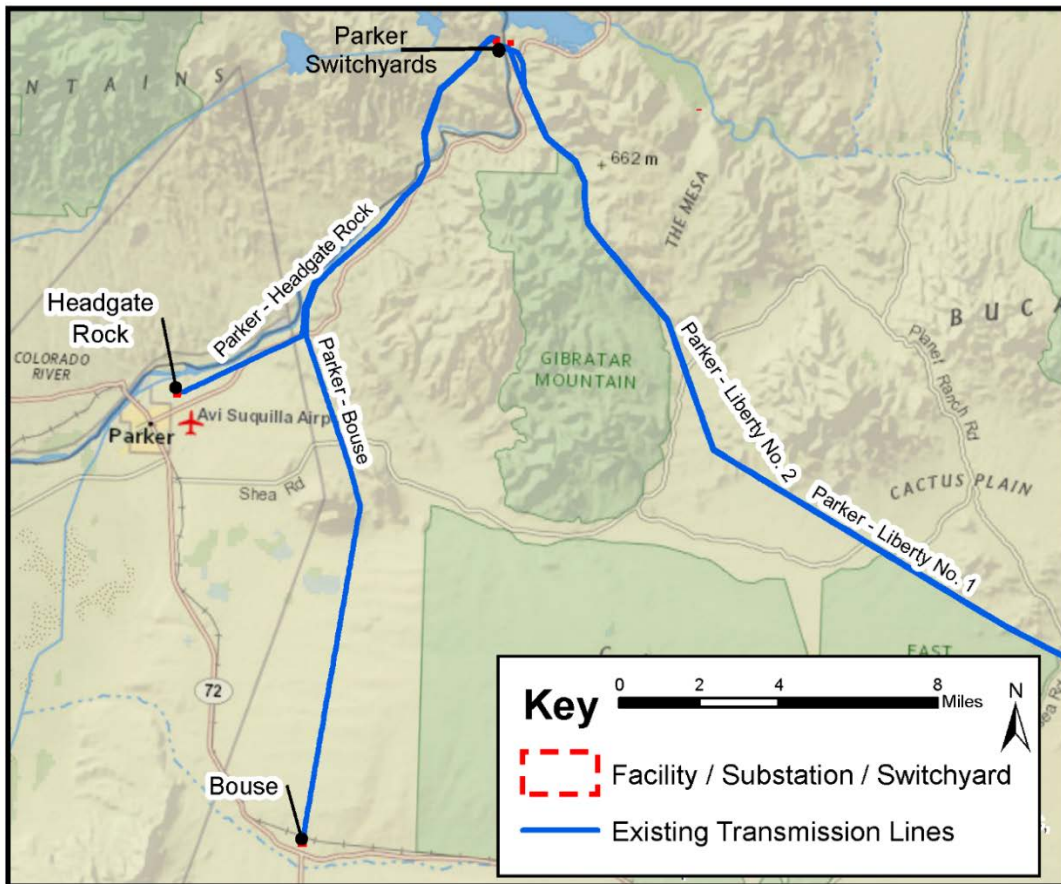 Parker
Switchyards
NTAINS
662 m
THE MESA
Parker - Headgate Rock
Headgate
Rock
COLORADO
RIVER
GIBRATAR
MOUNTAIN
BUC
Planet Ranch Rd
Parker - Bouse
Parker - Liberty No. 2
Avi Suquilla Airp
Parker
Shea Rd
CACTUS PLAIN
Parker - Liberty No. 1
EAST
C
72
Bouse
Key
0 2 4 8
Miles
N
Facility / Substation / Switchyard
Existing Transmission Lines